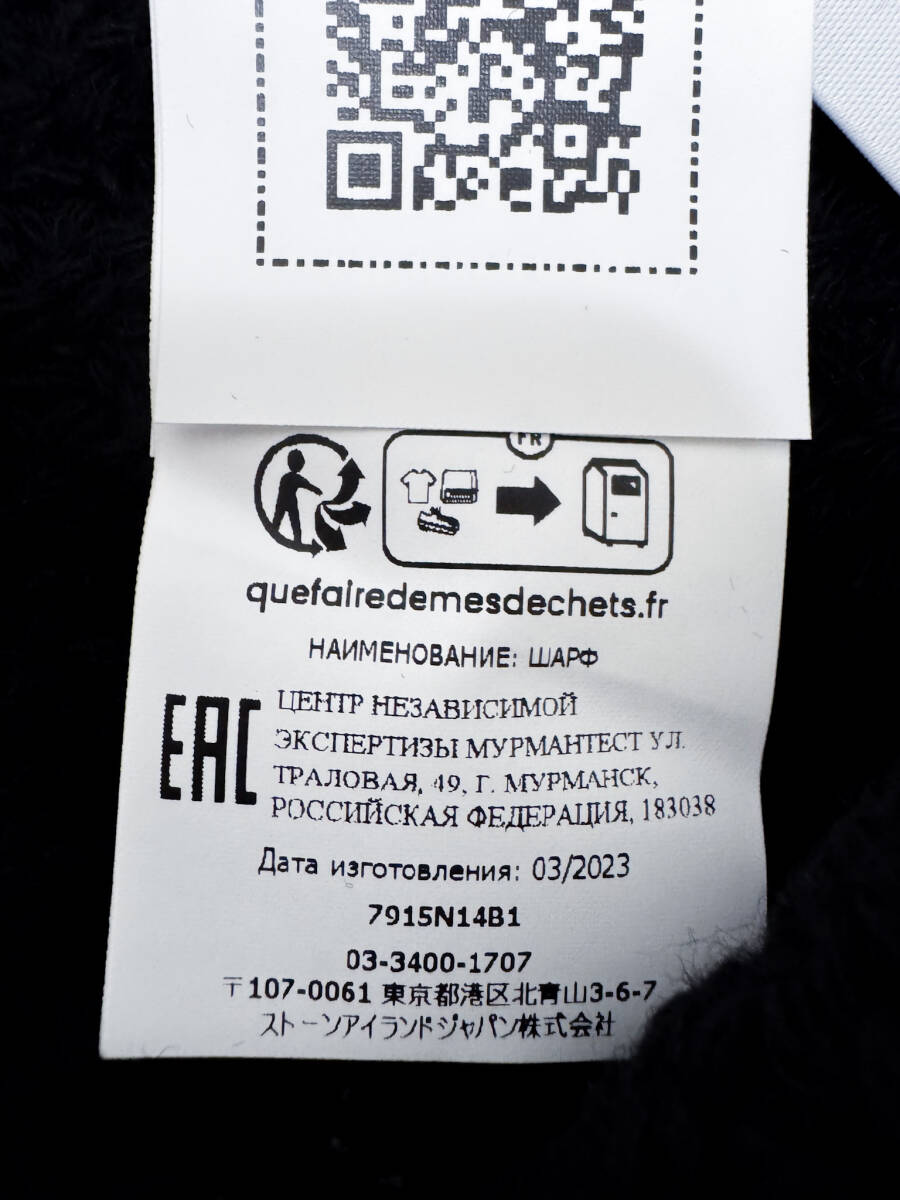 FR
quefairedemesdechets.fr
НАИМЕНОВАНИЕ: ШАРФ
EAC
ЦЕНТР НЕЗАВИСИМОЙ
ЭКСПЕРТИЗЫ МУРМАНТЕСТ УЛ.
ТРАЛОВАЯ, 49, Г. МУРМАНСК,
РОССИЙСКАЯ ФЕДЕРАЦИЯ, 183038
Дата изготовления: 03/2023
7915N14B1
03-3400-1707
〒107-0061 東京都港区北青山3-6-7
ストーンアイランドジャパン株式会社